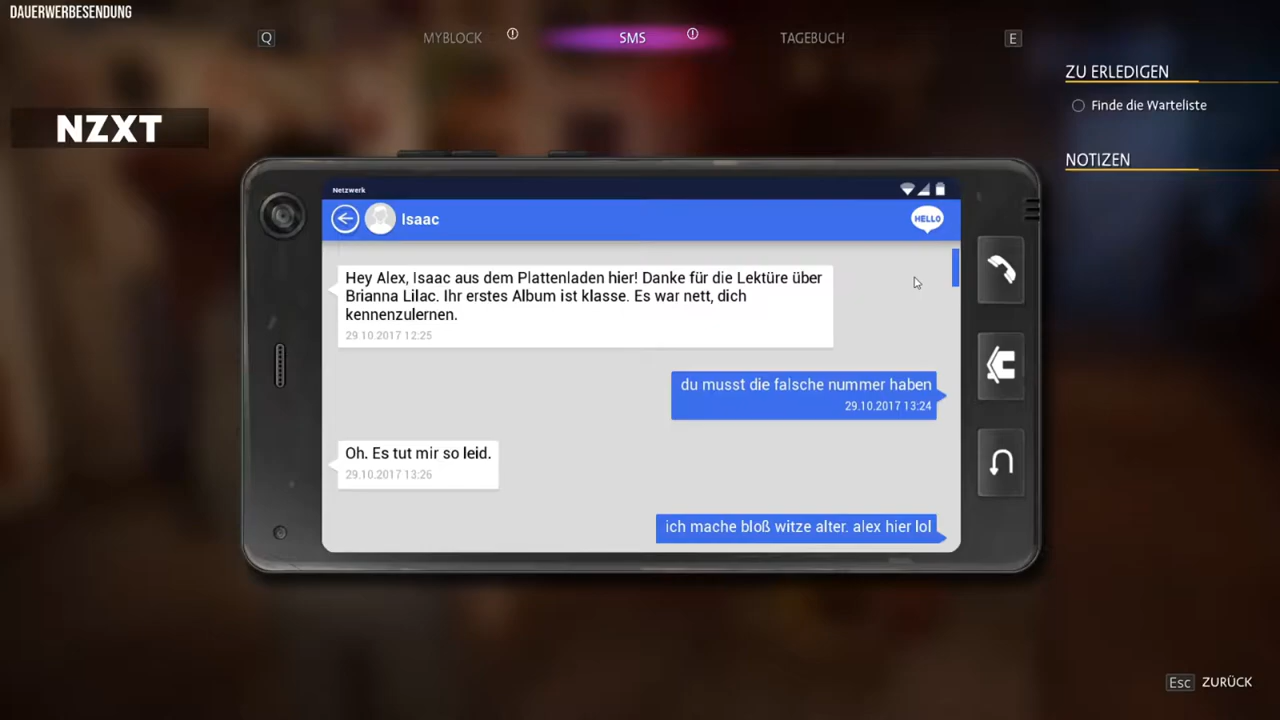 DAUERWERBESENDUNG
Q
MYBLOCK
SMS
TAGEBUCH
E
ZU ERLEDIGEN
Finde die Warteliste
NOTIZEN
NZXT
Netzwerk
Isaac
HELLO
Hey Alex, Isaac aus dem Plattenladen hier! Danke für die Lektüre über
Brianna Lilac. Ihr erstes Album ist klasse. Es war nett, dich
kennenzulernen.
29.10.2017 12:25
du musst die falsche nummer haben
29.10.2017 13:24
Oh. Es tut mir so leid.
29.10.2017 13:26
ich mache bloß witze alter. alex hier lol
Esc ZURÜCK